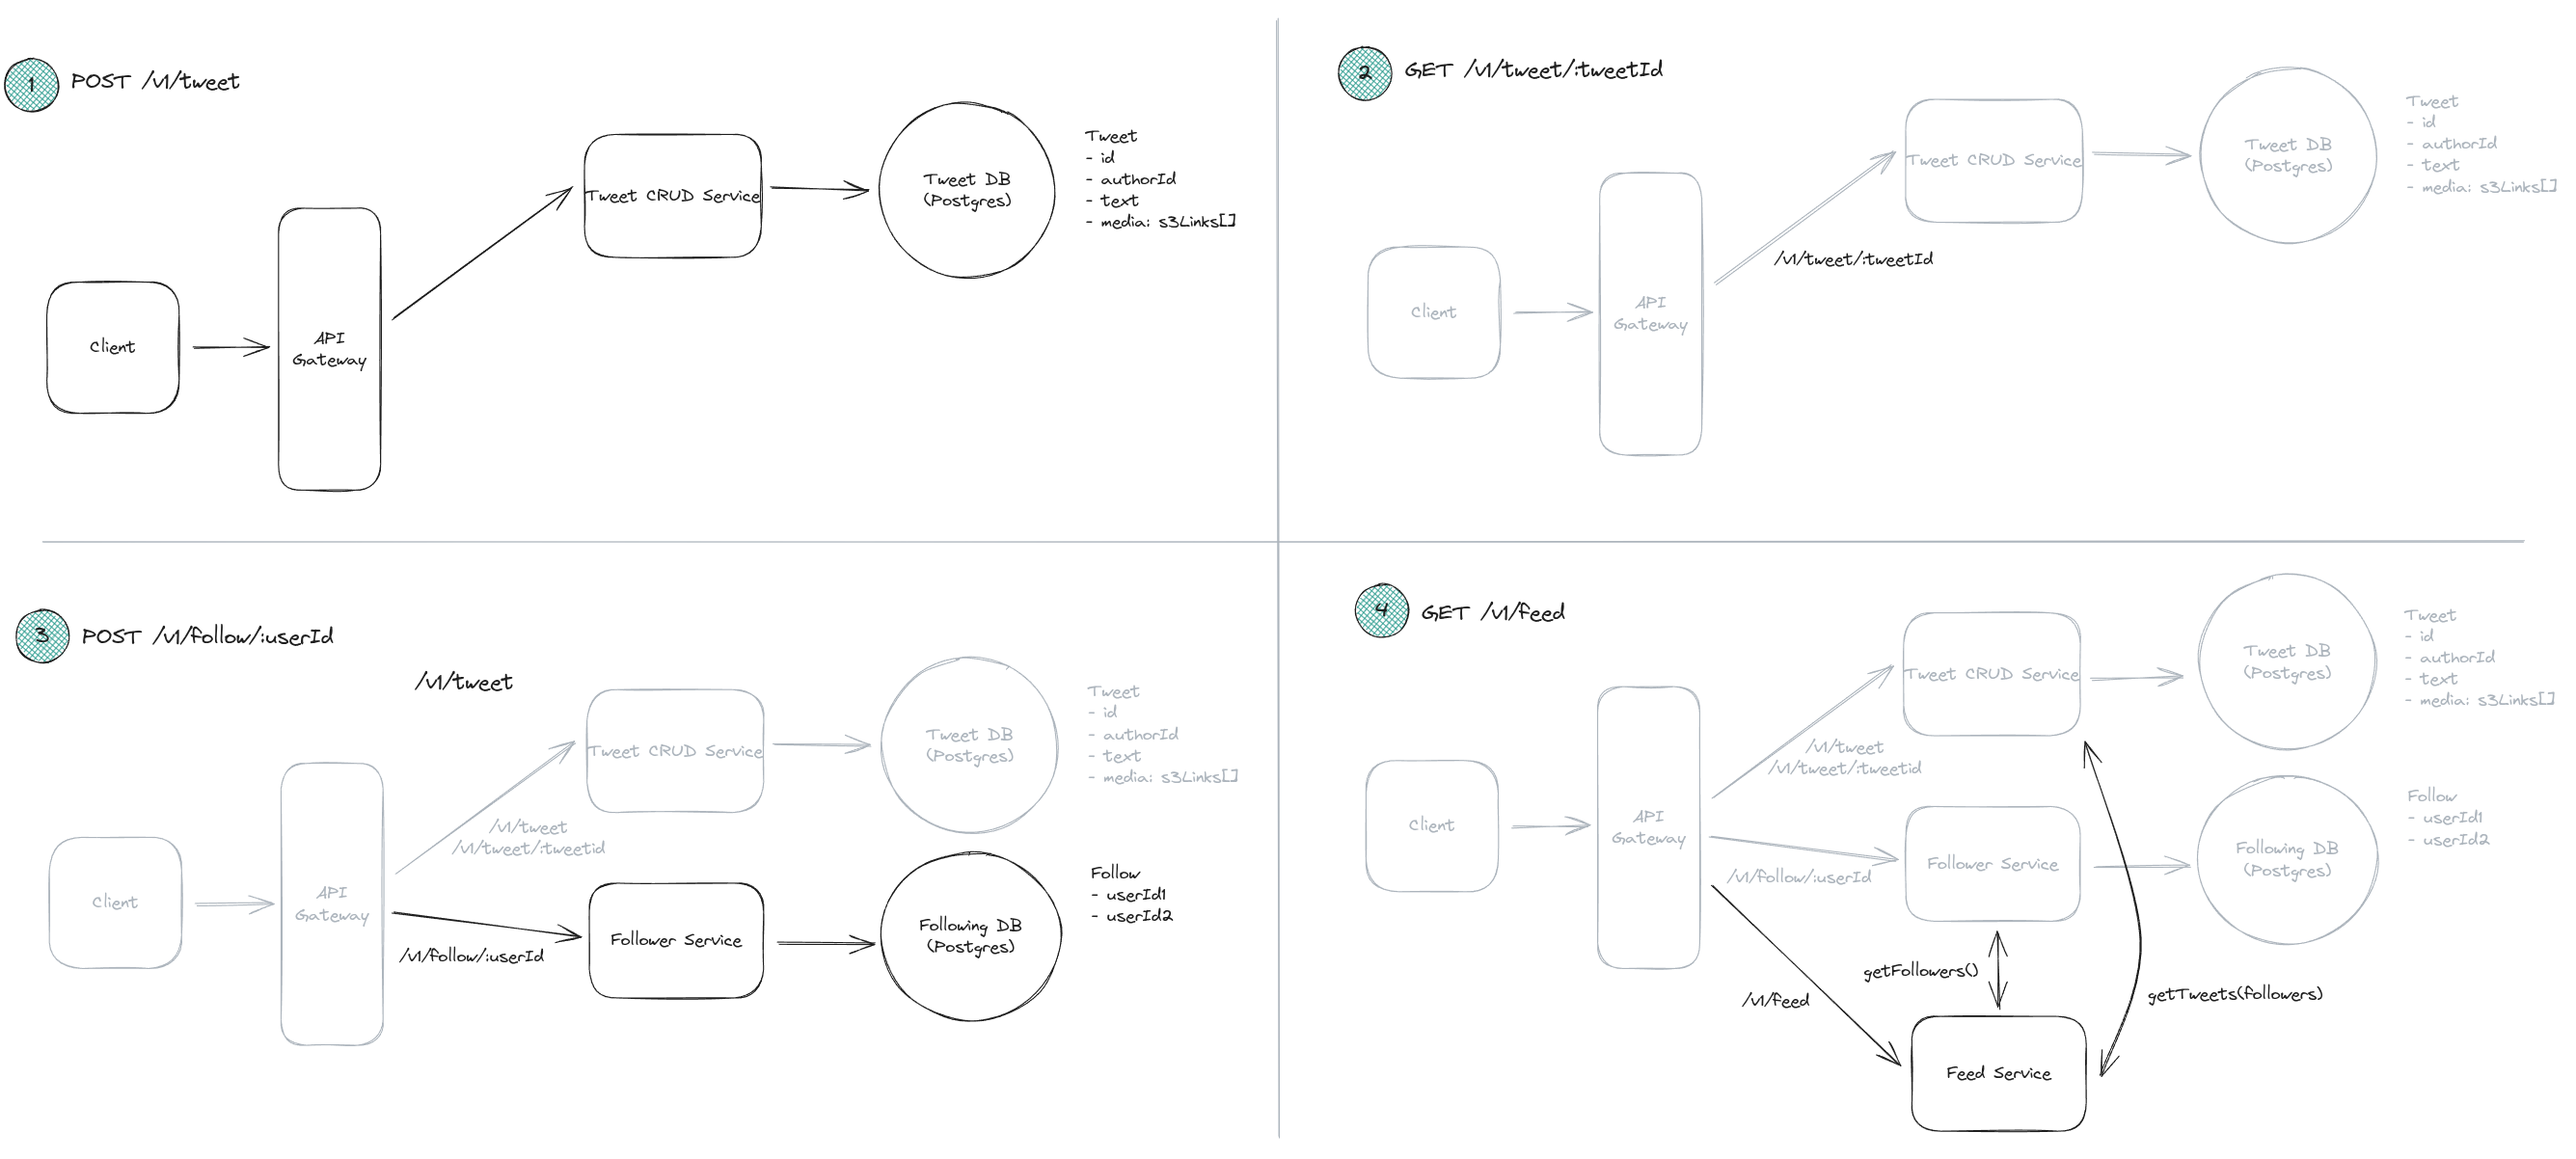 1
POST /v1/tweet
Tweet CRUD Service
Tweet DB
(Postgres)
Tweet
- id
- authorId
- text
- media: s3Links[]
Client
API
Gateway
2
GET /v1/tweet/:tweetId
Tweet CRUD Service
Tweet DB
(Postgres)
Tweet
- id
- authorId
- text
- media: s3Links[]
/v1/tweet/:tweetId
Client
API
Gateway
3
POST /v1/follow/:userId
/v1/tweet
Tweet CRUD Service
Tweet DB
(Postgres)
Tweet
- id
- authorId
- text
- media: s3Links[]
/v1/tweet
/v1/tweet/:tweetid
Client
API
Gateway
/v1/follow/:userId
Follower Service
Following DB
(Postgres)
Follow
- userId1
- userId2
4
GET /v1/feed
Tweet CRUD Service
Tweet DB
(Postgres)
Tweet
- id
- authorId
- text
- media: s3Links[]
/v1/tweet
/v1/tweet/:tweetid
Client
API
Gateway
/v1/follow/:userId
Follower Service
Following DB
(Postgres)
Follow
- userId1
- userId2
getFollowers()
/v1/feed
getTweets(followers)
Feed Service